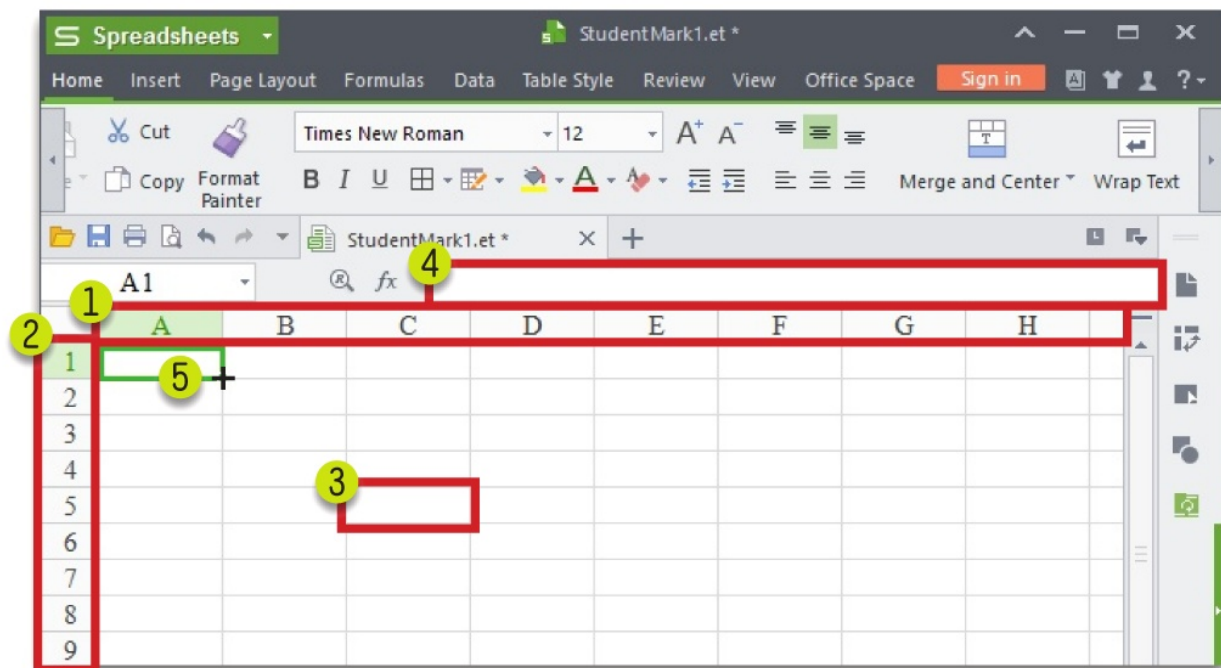 S Spreadsheets StudentMark1.et *
Home Insert Page Layout Formulas Data Table Style Review View Office Space Sign in A ?
Cut Times New Roman 12 A+ A- T
Copy Format Painter B I U A A Merge and Center Wrap Text
StudentMark1.et *
4
A1 R fx
1
A B C D E F G H
2
1
5
2
3
4
3
5
6
7
8
9